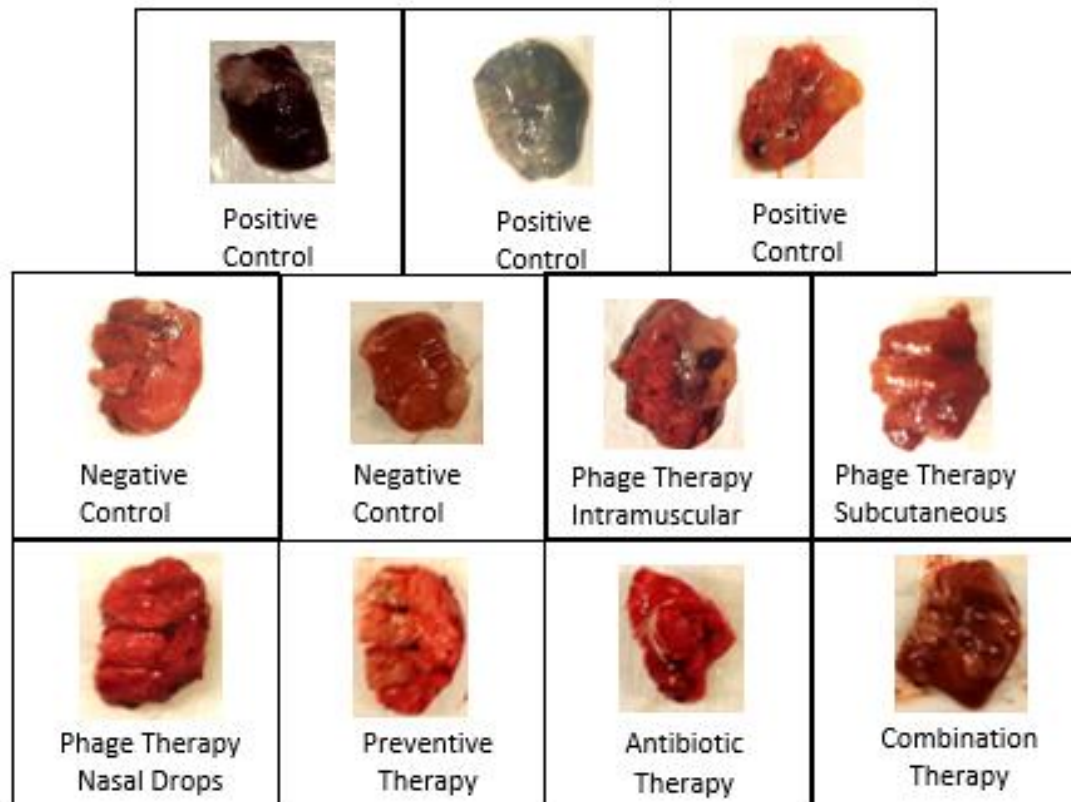 Positive
Control
Positive
Control
Positive
Control
Negative
Control
Negative
Control
Phage Therapy
Intramuscular
Phage Therapy
Subcutaneous
Phage Therapy
Nasal Drops
Preventive
Therapy
Antibiotic
Therapy
Combination
Therapy